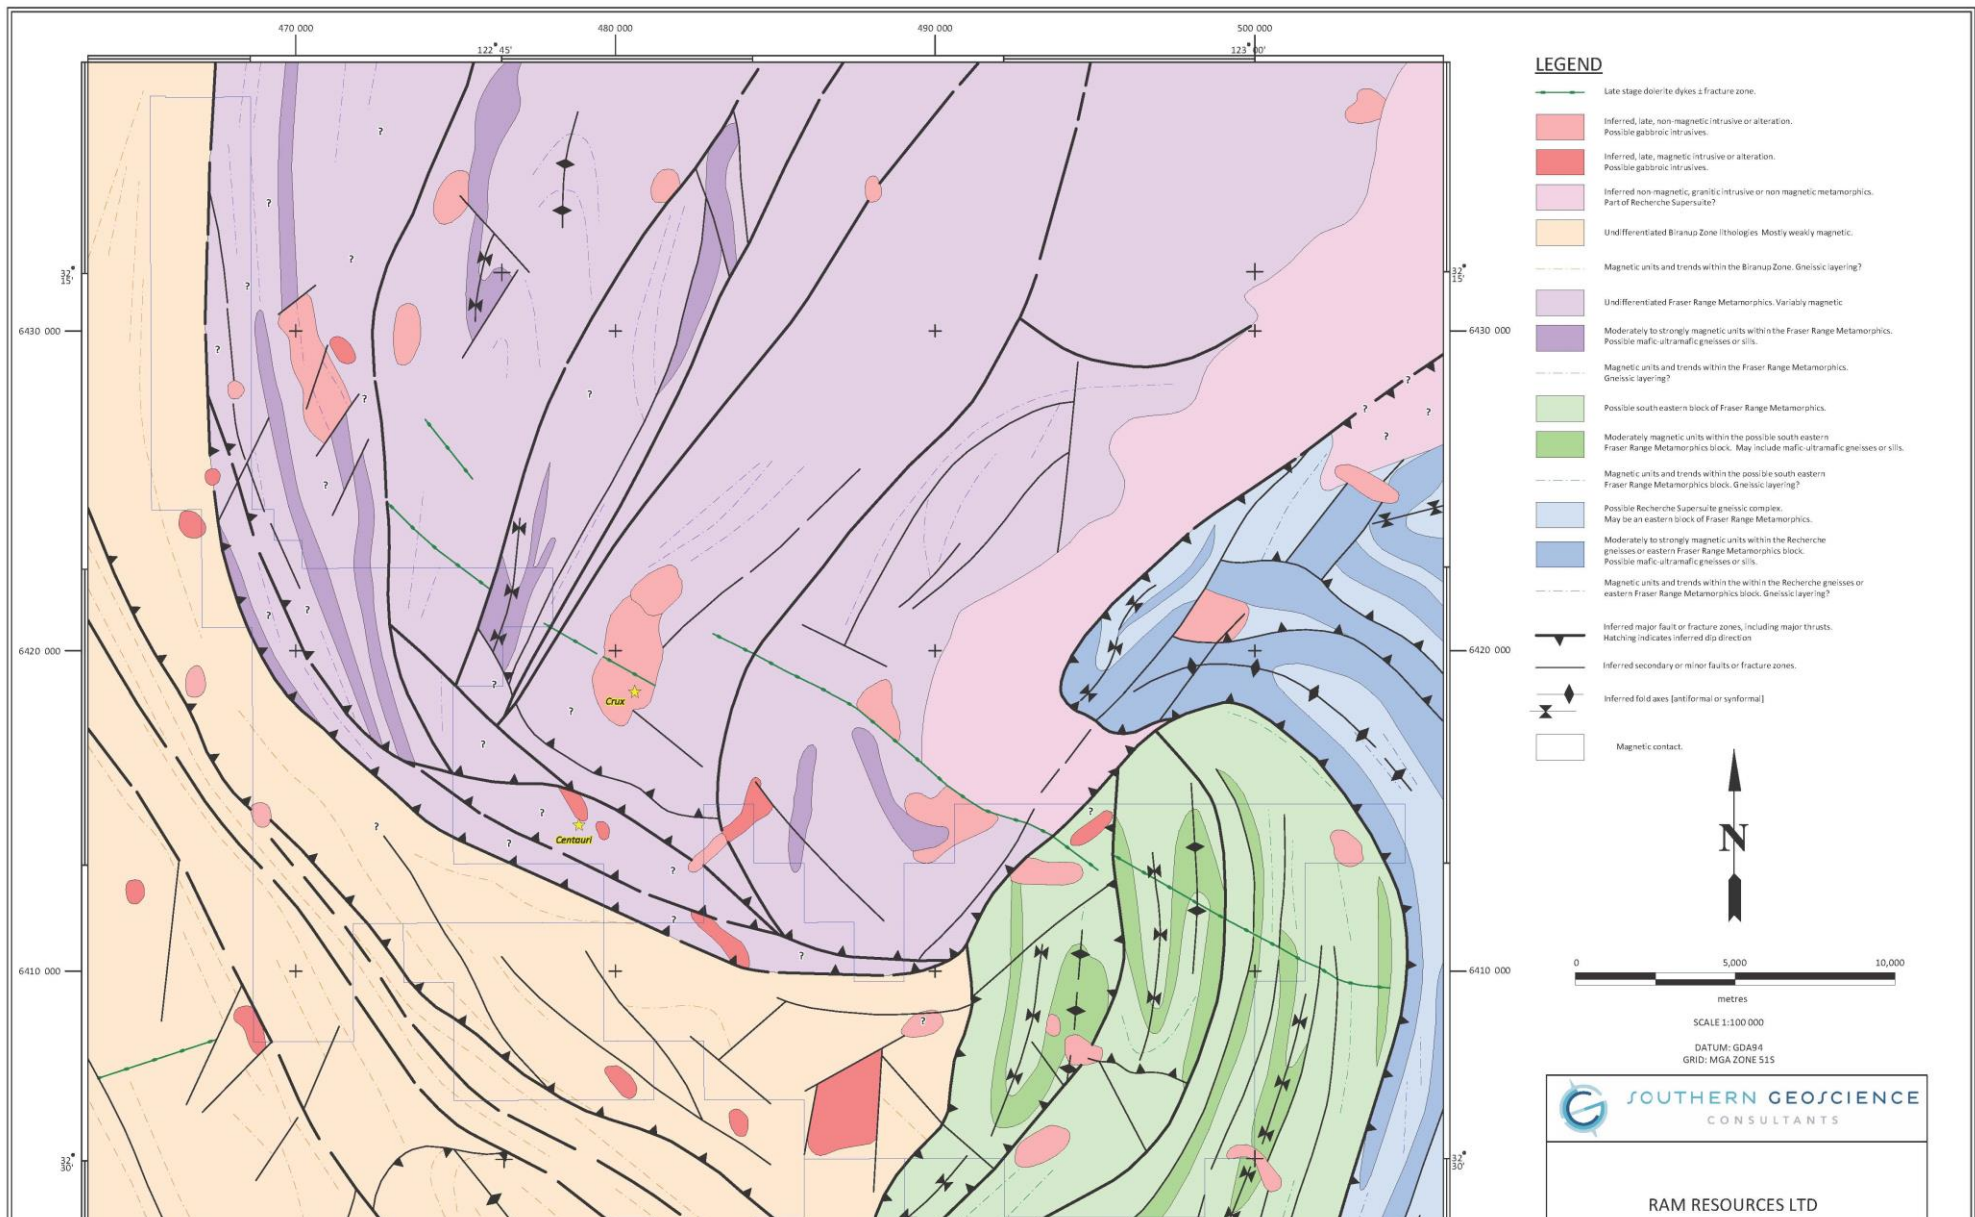 470 000
480 000
490 000
500 000
122° 45'
123° 00'
32° 15'
32° 15'
6430 000
6430 000
6420 000
6420 000
6410 000
6410 000
32° 30'
32° 30'
Crux
Centauri
LEGEND
Late stage dolerite dykes ± fracture zone.
Inferred, late, non-magnetic intrusive or alteration.
Possible gabbroic intrusives.
Inferred, late, magnetic intrusive or alteration.
Possible gabbroic intrusives.
Inferred non-magnetic, granitic intrusive or non magnetic metamorphics.
Part of Recherche Supersuite?
Undifferentiated Biranup Zone lithologies Mostly weakly magnetic.
Magnetic units and trends within the Biranup Zone. Gneissic layering?
Undifferentiated Fraser Range Metamorphics. Variably magnetic
Moderately to strongly magnetic units within the Fraser Range Metamorphics.
Possible mafic-ultramafic gneisses or sills.
Magnetic units and trends within the Fraser Range Metamorphics.
Gneissic layering?
Possible south eastern block of Fraser Range Metamorphics.
Moderately magnetic units within the possible south eastern
Fraser Range Metamorphics block. May include mafic-ultramafic gneisses or sills.
Magnetic units and trends within the possible south eastern
Fraser Range Metamorphics block. Gneissic layering?
Possible Recherche Supersuite gneissic complex.
May be an eastern block of Fraser Range Metamorphics.
Moderately to strongly magnetic units within the Recherche
gneisses or eastern Fraser Range Metamorphics block.
Possible mafic-ultramafic gneisses or sills.
Magnetic units and trends within the within the Recherche gneisses or
eastern Fraser Range Metamorphics block. Gneissic layering?
Inferred major fault or fracture zones, including major thrusts.
Hatching indicates inferred dip direction
Inferred secondary or minor faults or fracture zones.
Inferred fold axes [antiformal or synformal]
Magnetic contact.
N
0 5,000 10,000
metres
SCALE 1:100 000
DATUM: GDA94
GRID: MGA ZONE 51S
SOUTHERN GEOSCIENCE
CONSULTANTS
RAM RESOURCES LTD